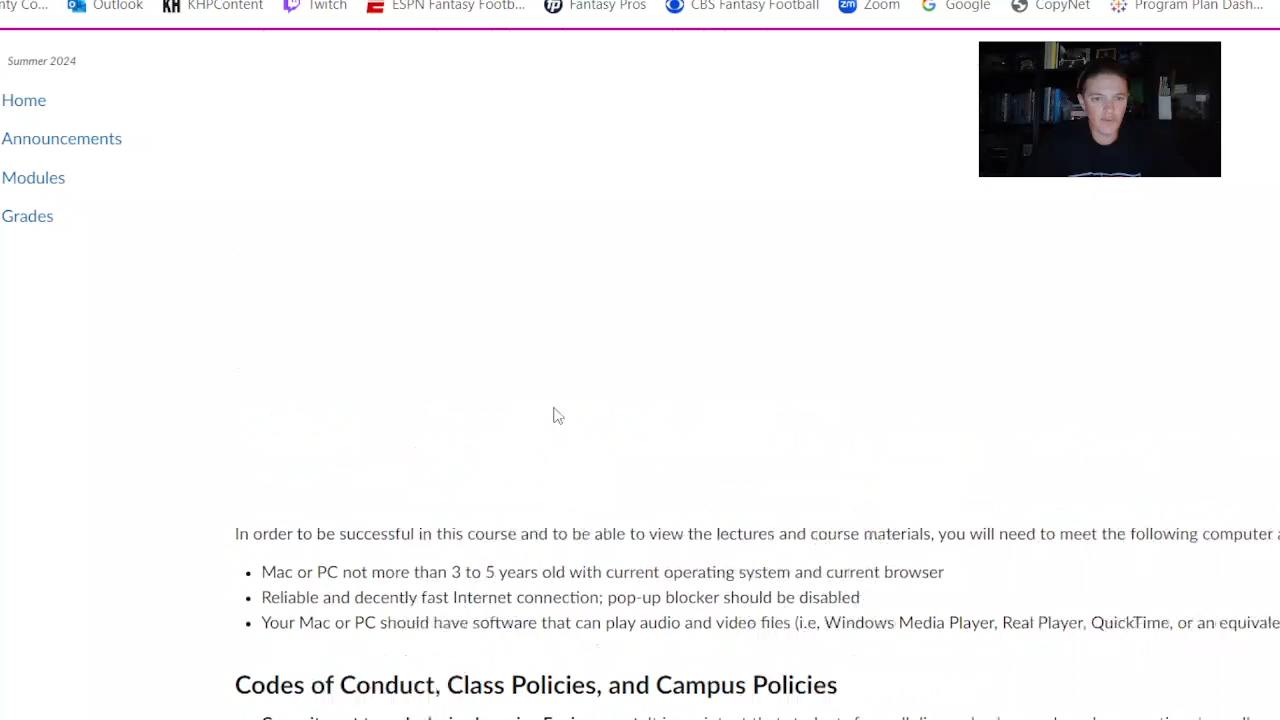 nty Co... Outlook KHPContent Twitch ESPN Fantasy Footb... Fantasy Pros CBS Fantasy Football Zoom Google CopyNet Program Plan Dash...
Summer 2024
Home
Announcements
Modules
Grades
In order to be successful in this course and to be able to view the lectures and course materials, you will need to meet the following computer
• Mac or PC not more than 3 to 5 years old with current operating system and current browser
• Reliable and decently fast Internet connection; pop-up blocker should be disabled
• Your Mac or PC should have software that can play audio and video files (i.e, Windows Media Player, Real Player, QuickTime, or an equivale
Codes of Conduct, Class Policies, and Campus Policies